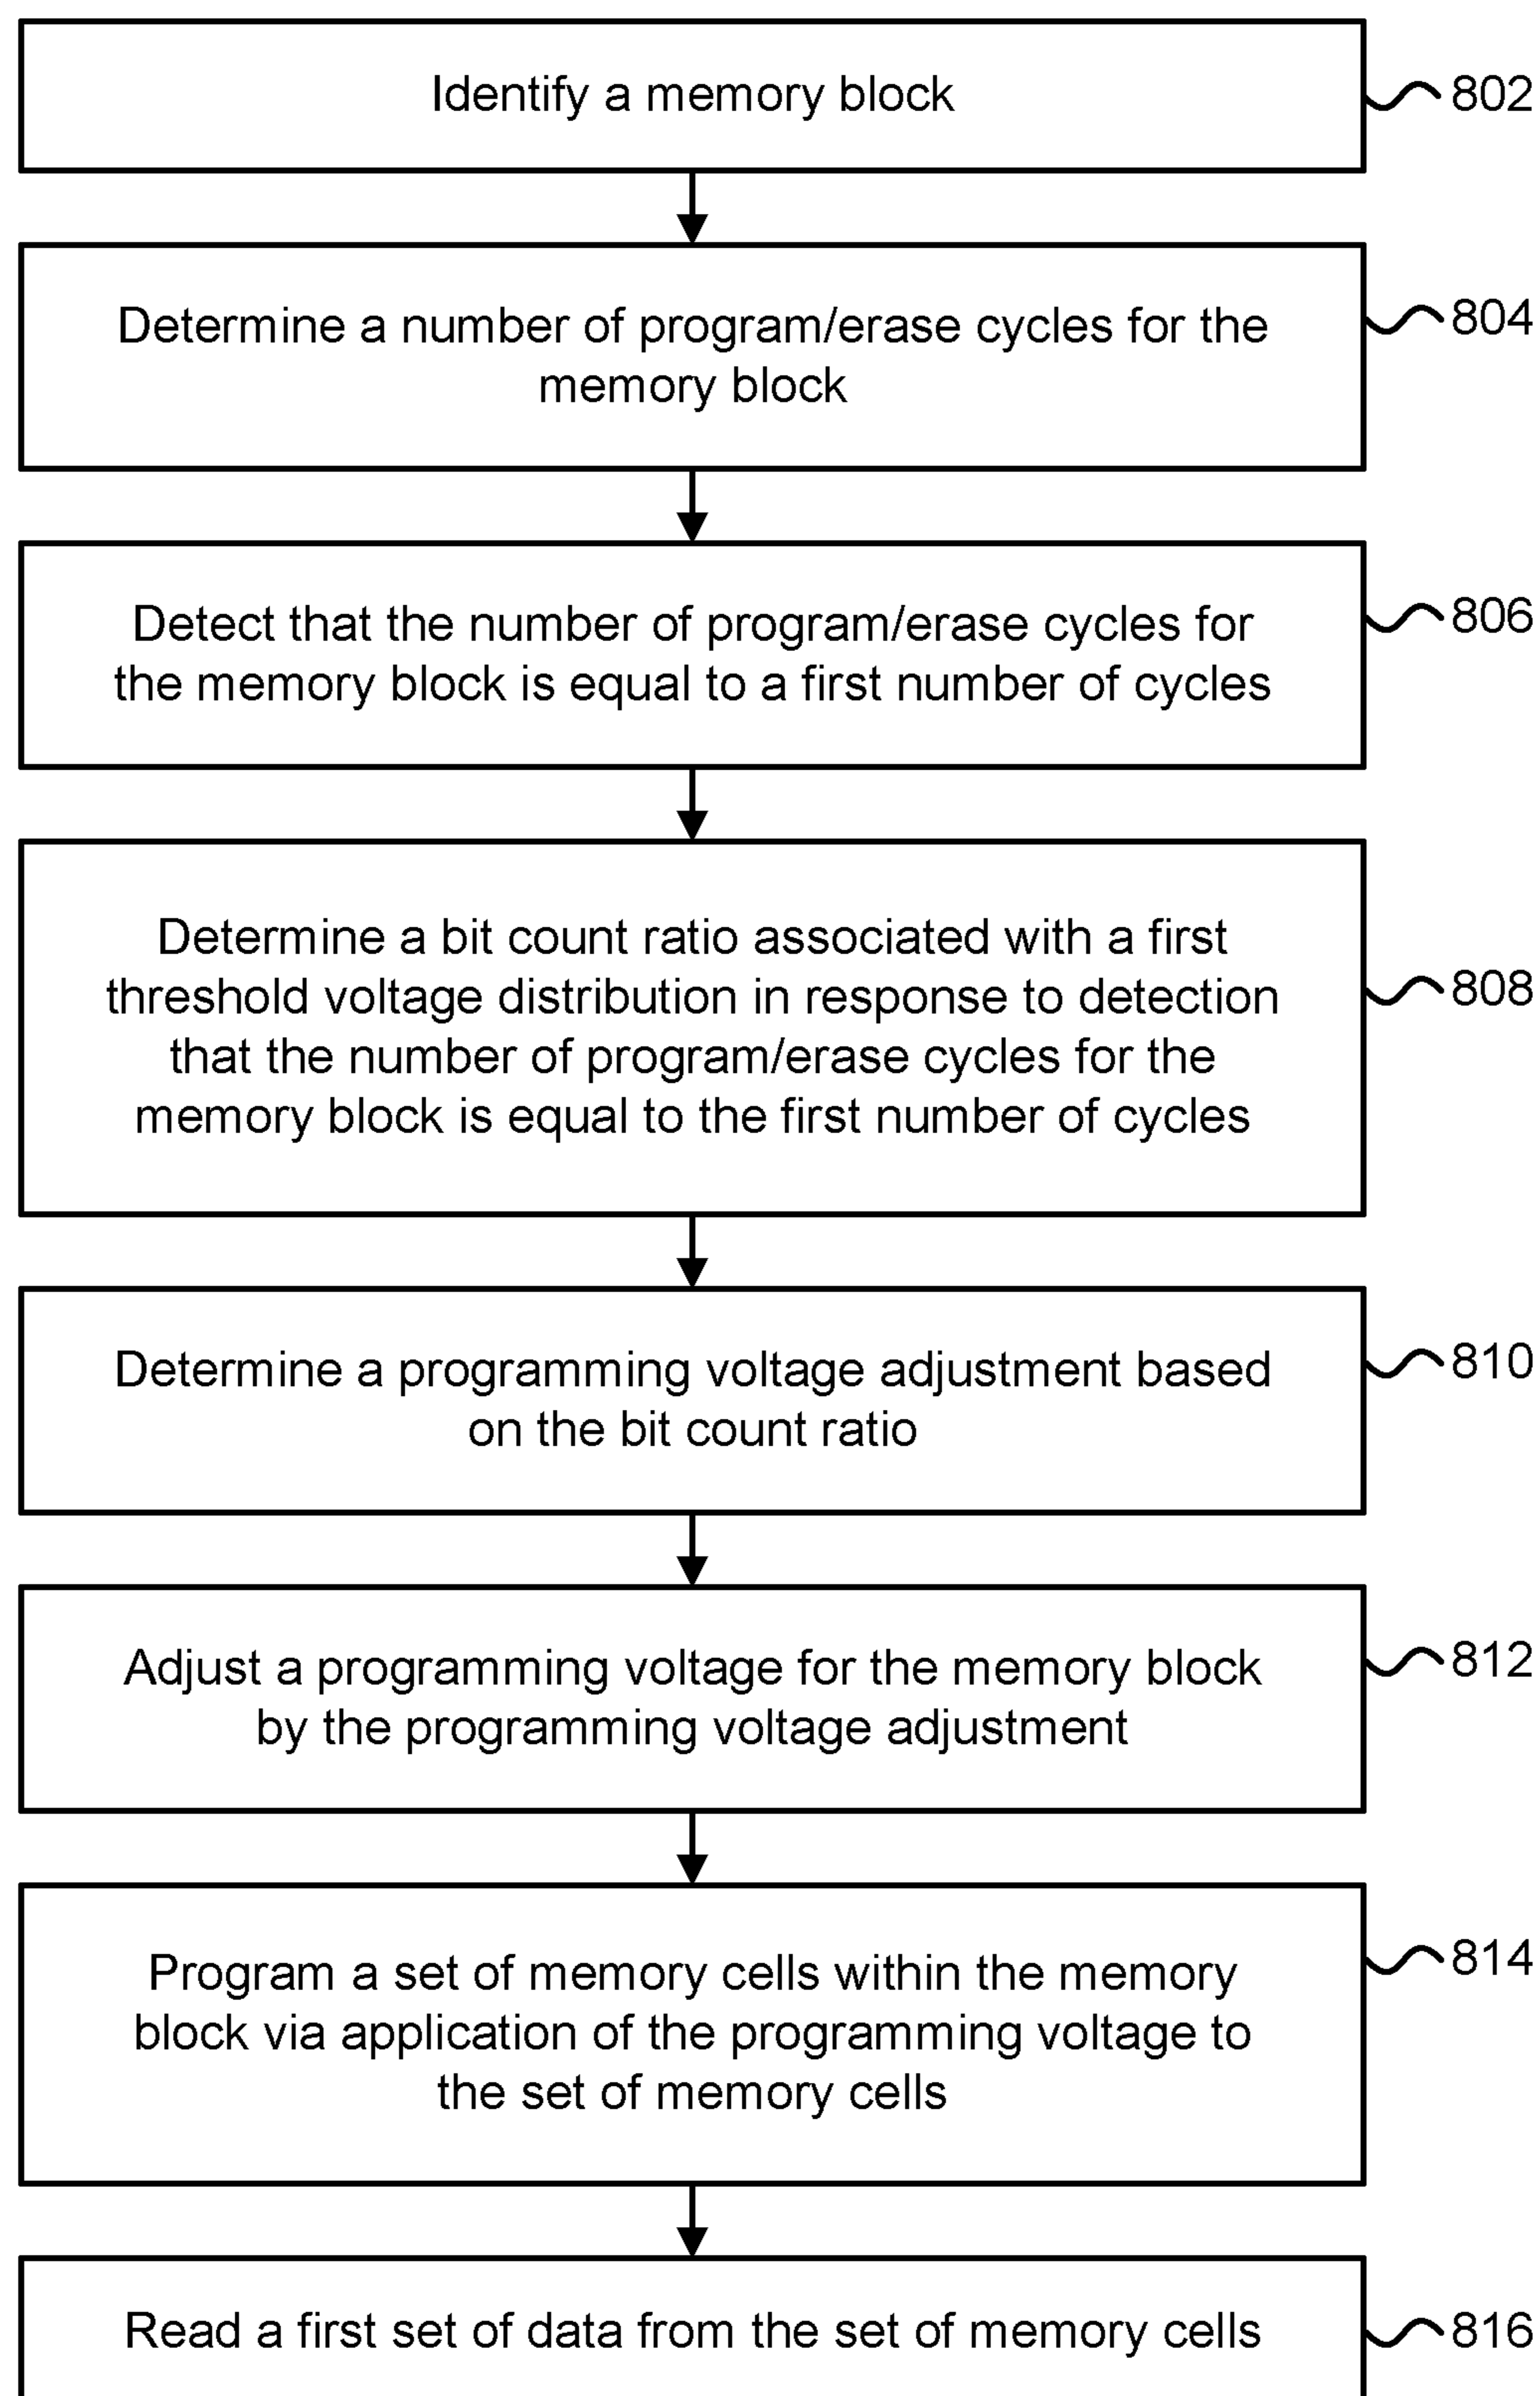 Identify a memory block
802
Determine a number of program/erase cycles for the
memory block
804
Detect that the number of program/erase cycles for
the memory block is equal to a first number of cycles
806
Determine a bit count ratio associated with a first
threshold voltage distribution in response to detection
that the number of program/erase cycles for the
memory block is equal to the first number of cycles
808
Determine a programming voltage adjustment based
on the bit count ratio
810
Adjust a programming voltage for the memory block
by the programming voltage adjustment
812
Program a set of memory cells within the memory
block via application of the programming voltage to
the set of memory cells
814
Read a first set of data from the set of memory cells
816